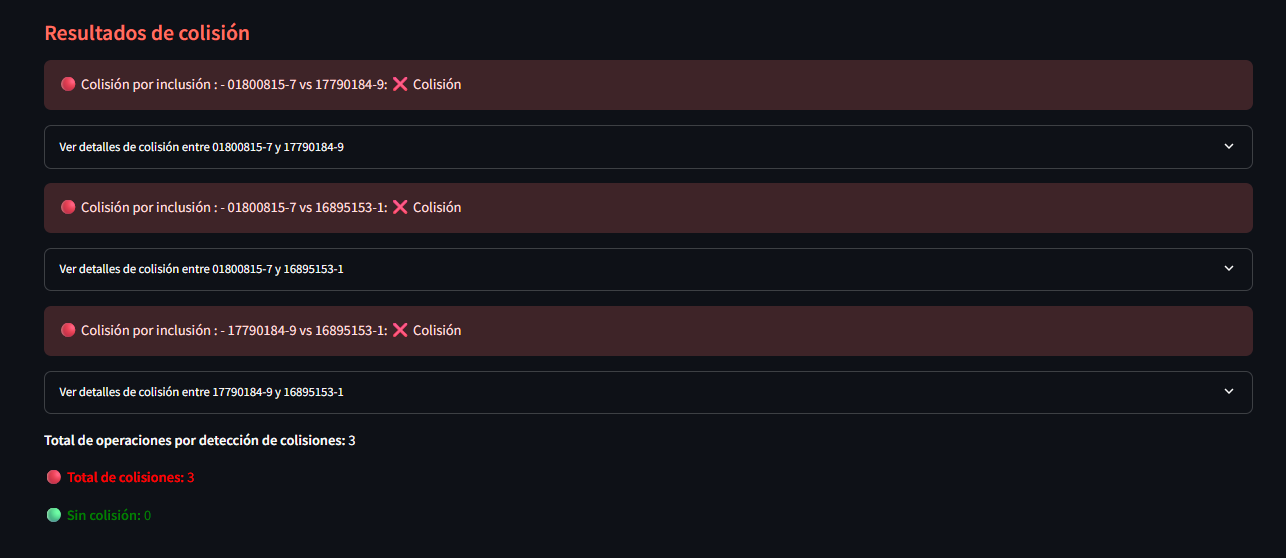 Resultados de colisión
🔴 Colisión por inclusión : - 01800815-7 vs 17790184-9: ❌ Colisión
Ver detalles de colisión entre 01800815-7 y 17790184-9
🔴 Colisión por inclusión : - 01800815-7 vs 16895153-1: ❌ Colisión
Ver detalles de colisión entre 01800815-7 y 16895153-1
🔴 Colisión por inclusión : - 17790184-9 vs 16895153-1: ❌ Colisión
Ver detalles de colisión entre 17790184-9 y 16895153-1
Total de operaciones por detección de colisiones: 3
🔴 Total de colisiones: 3
🟢 Sin colisión: 0